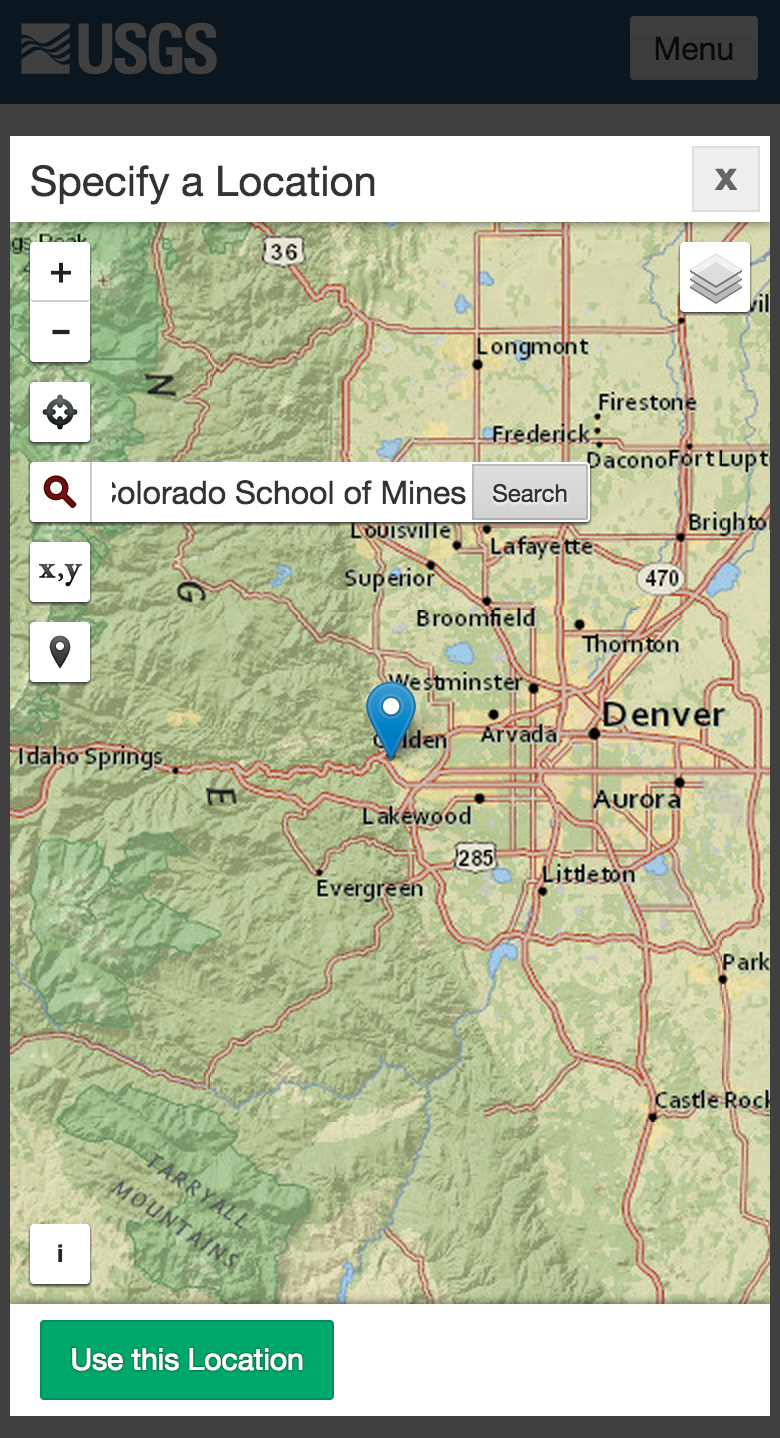 USGS
Menu
Specify a Location
x
36
+
−
Longmont
N
Firestone
Frederick
Dacono
Fort Lupt
Colorado School of Mines
Search
Brighto
Louisville
Lafayette
x,y
Superior
470
G
Broomfield
Thornton
Westminster
Denver
Arvada
Idaho Springs
E
Aurora
Lakewood
285
Littleton
Evergreen
Park
Castle Rock
TARRYALL
MOUNTAINS
i
Use this Location